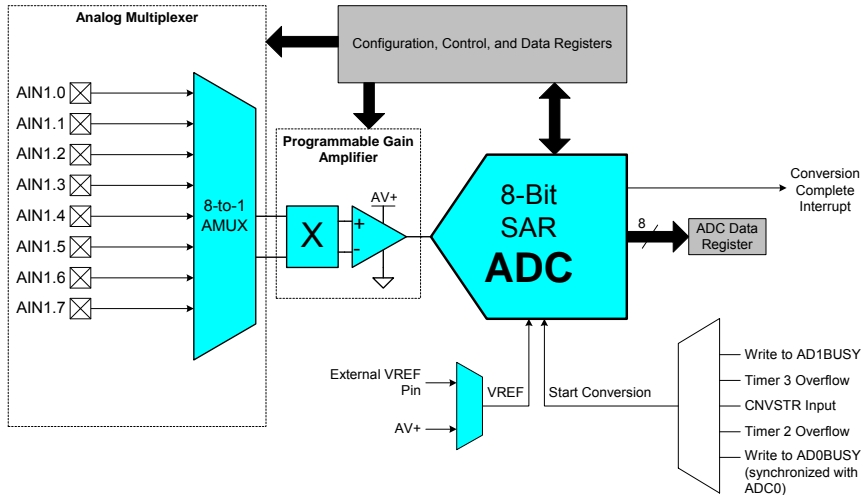 Analog Multiplexer
Configuration, Control, and Data Registers
AIN1.0
AIN1.1
AIN1.2
AIN1.3
AIN1.4
AIN1.5
AIN1.6
AIN1.7
8-to-1
AMUX
Programmable Gain
Amplifier
X
+
-
AV+
8-Bit
SAR
ADC
Conversion
Complete
Interrupt
8
ADC Data
Register
External VREF
Pin
AV+
VREF
Start Conversion
Write to AD1BUSY
Timer 3 Overflow
CNVSTR Input
Timer 2 Overflow
Write to AD0BUSY
(synchronized with
ADC0)